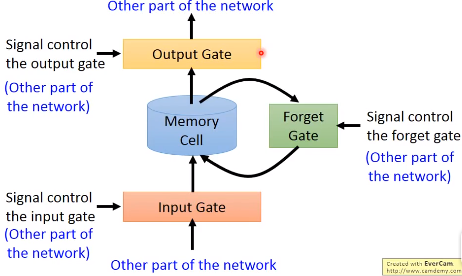 Other part of the network
Signal control
the output gate
(Other part of
the network)
Output Gate
Memory
Cell
Forget
Gate
Signal control
the forget gate
(Other part of
the network)
Signal control
the input gate
(Other part of
the network)
Input Gate
Other part of the network
Created with EverCam.
http://www.camdemy.com